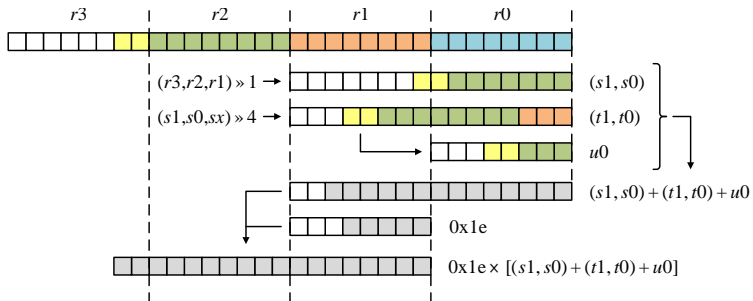 r3 r2 r1 r0
(r3,r2,r1) » 1 (s1, s0)
(s1,s0,sx) » 4 (t1, t0)
u0
(s1, s0) + (t1, t0) + u0
0x1e
0x1e × [(s1, s0) + (t1, t0) + u0]